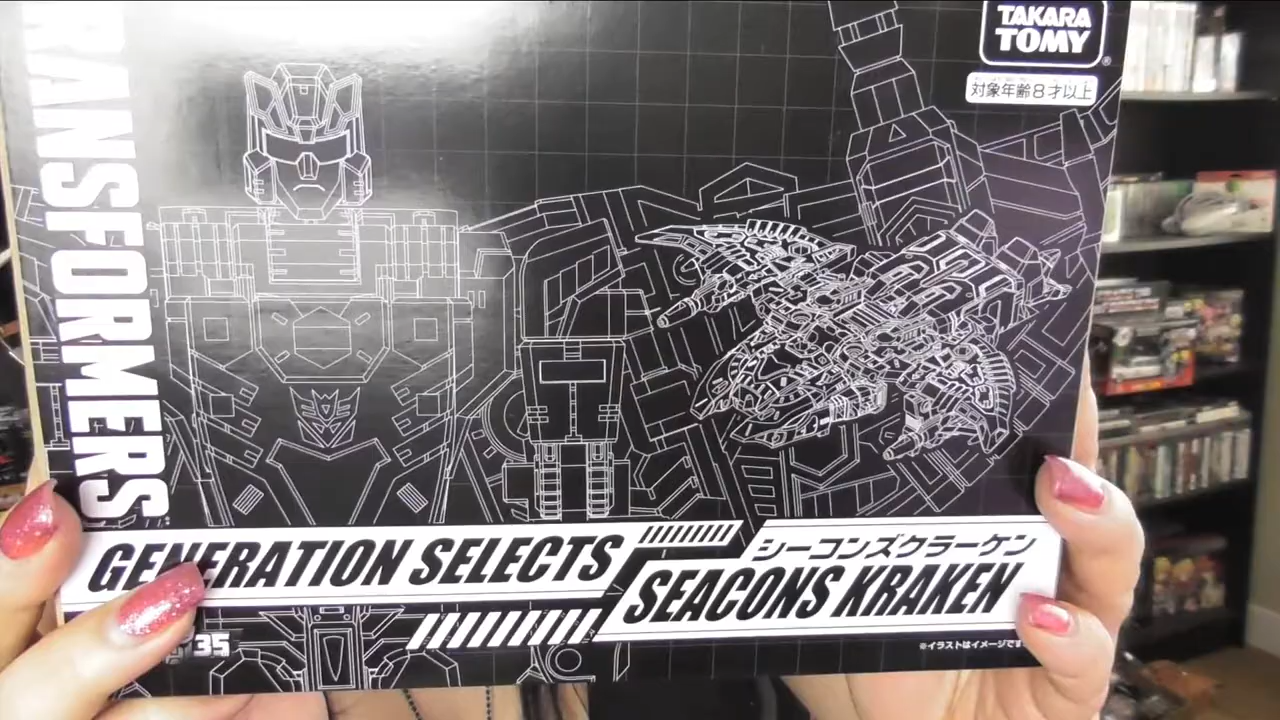 TRANSFORMERS
TAKARA
TOMY
対象年齢8才以上
GENERATION SELECTS
シーコンズクラーケン
SEACONS KRAKEN
35
※イラストはイメージです